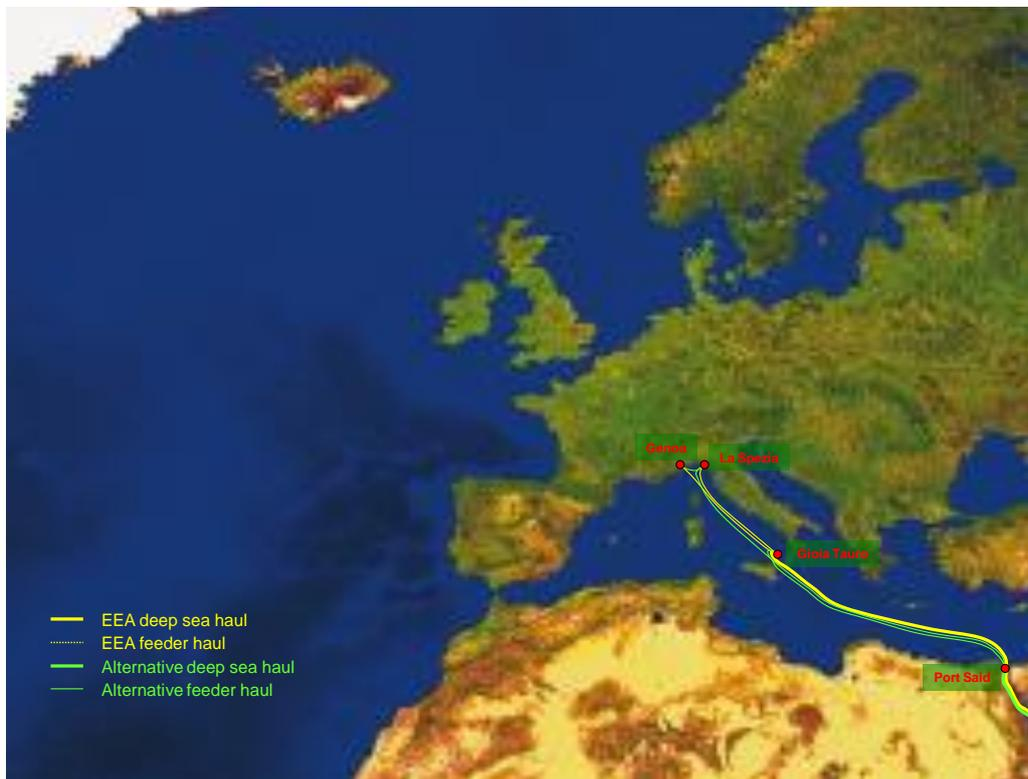 Genoa
La Spezia
Gioia Tauro
EEA deep sea haul
EEA feeder haul
Alternative deep sea haul
Alternative feeder haul
Port Said